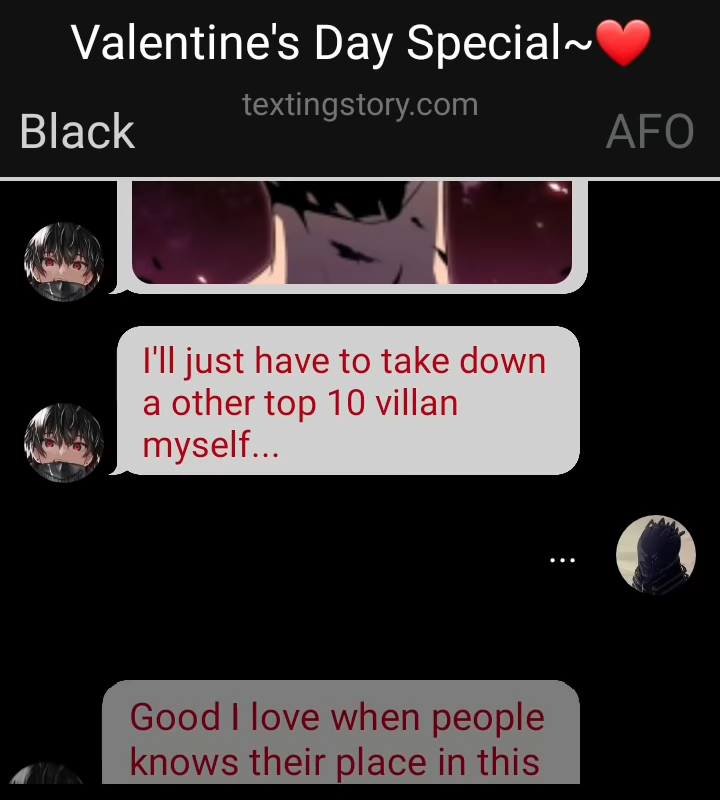 Valentine's Day Special~❤️
textingstory.com
Black
AFO
I'll just have to take down
a other top 10 villan
myself...
...
Good I love when people
knows their place in this